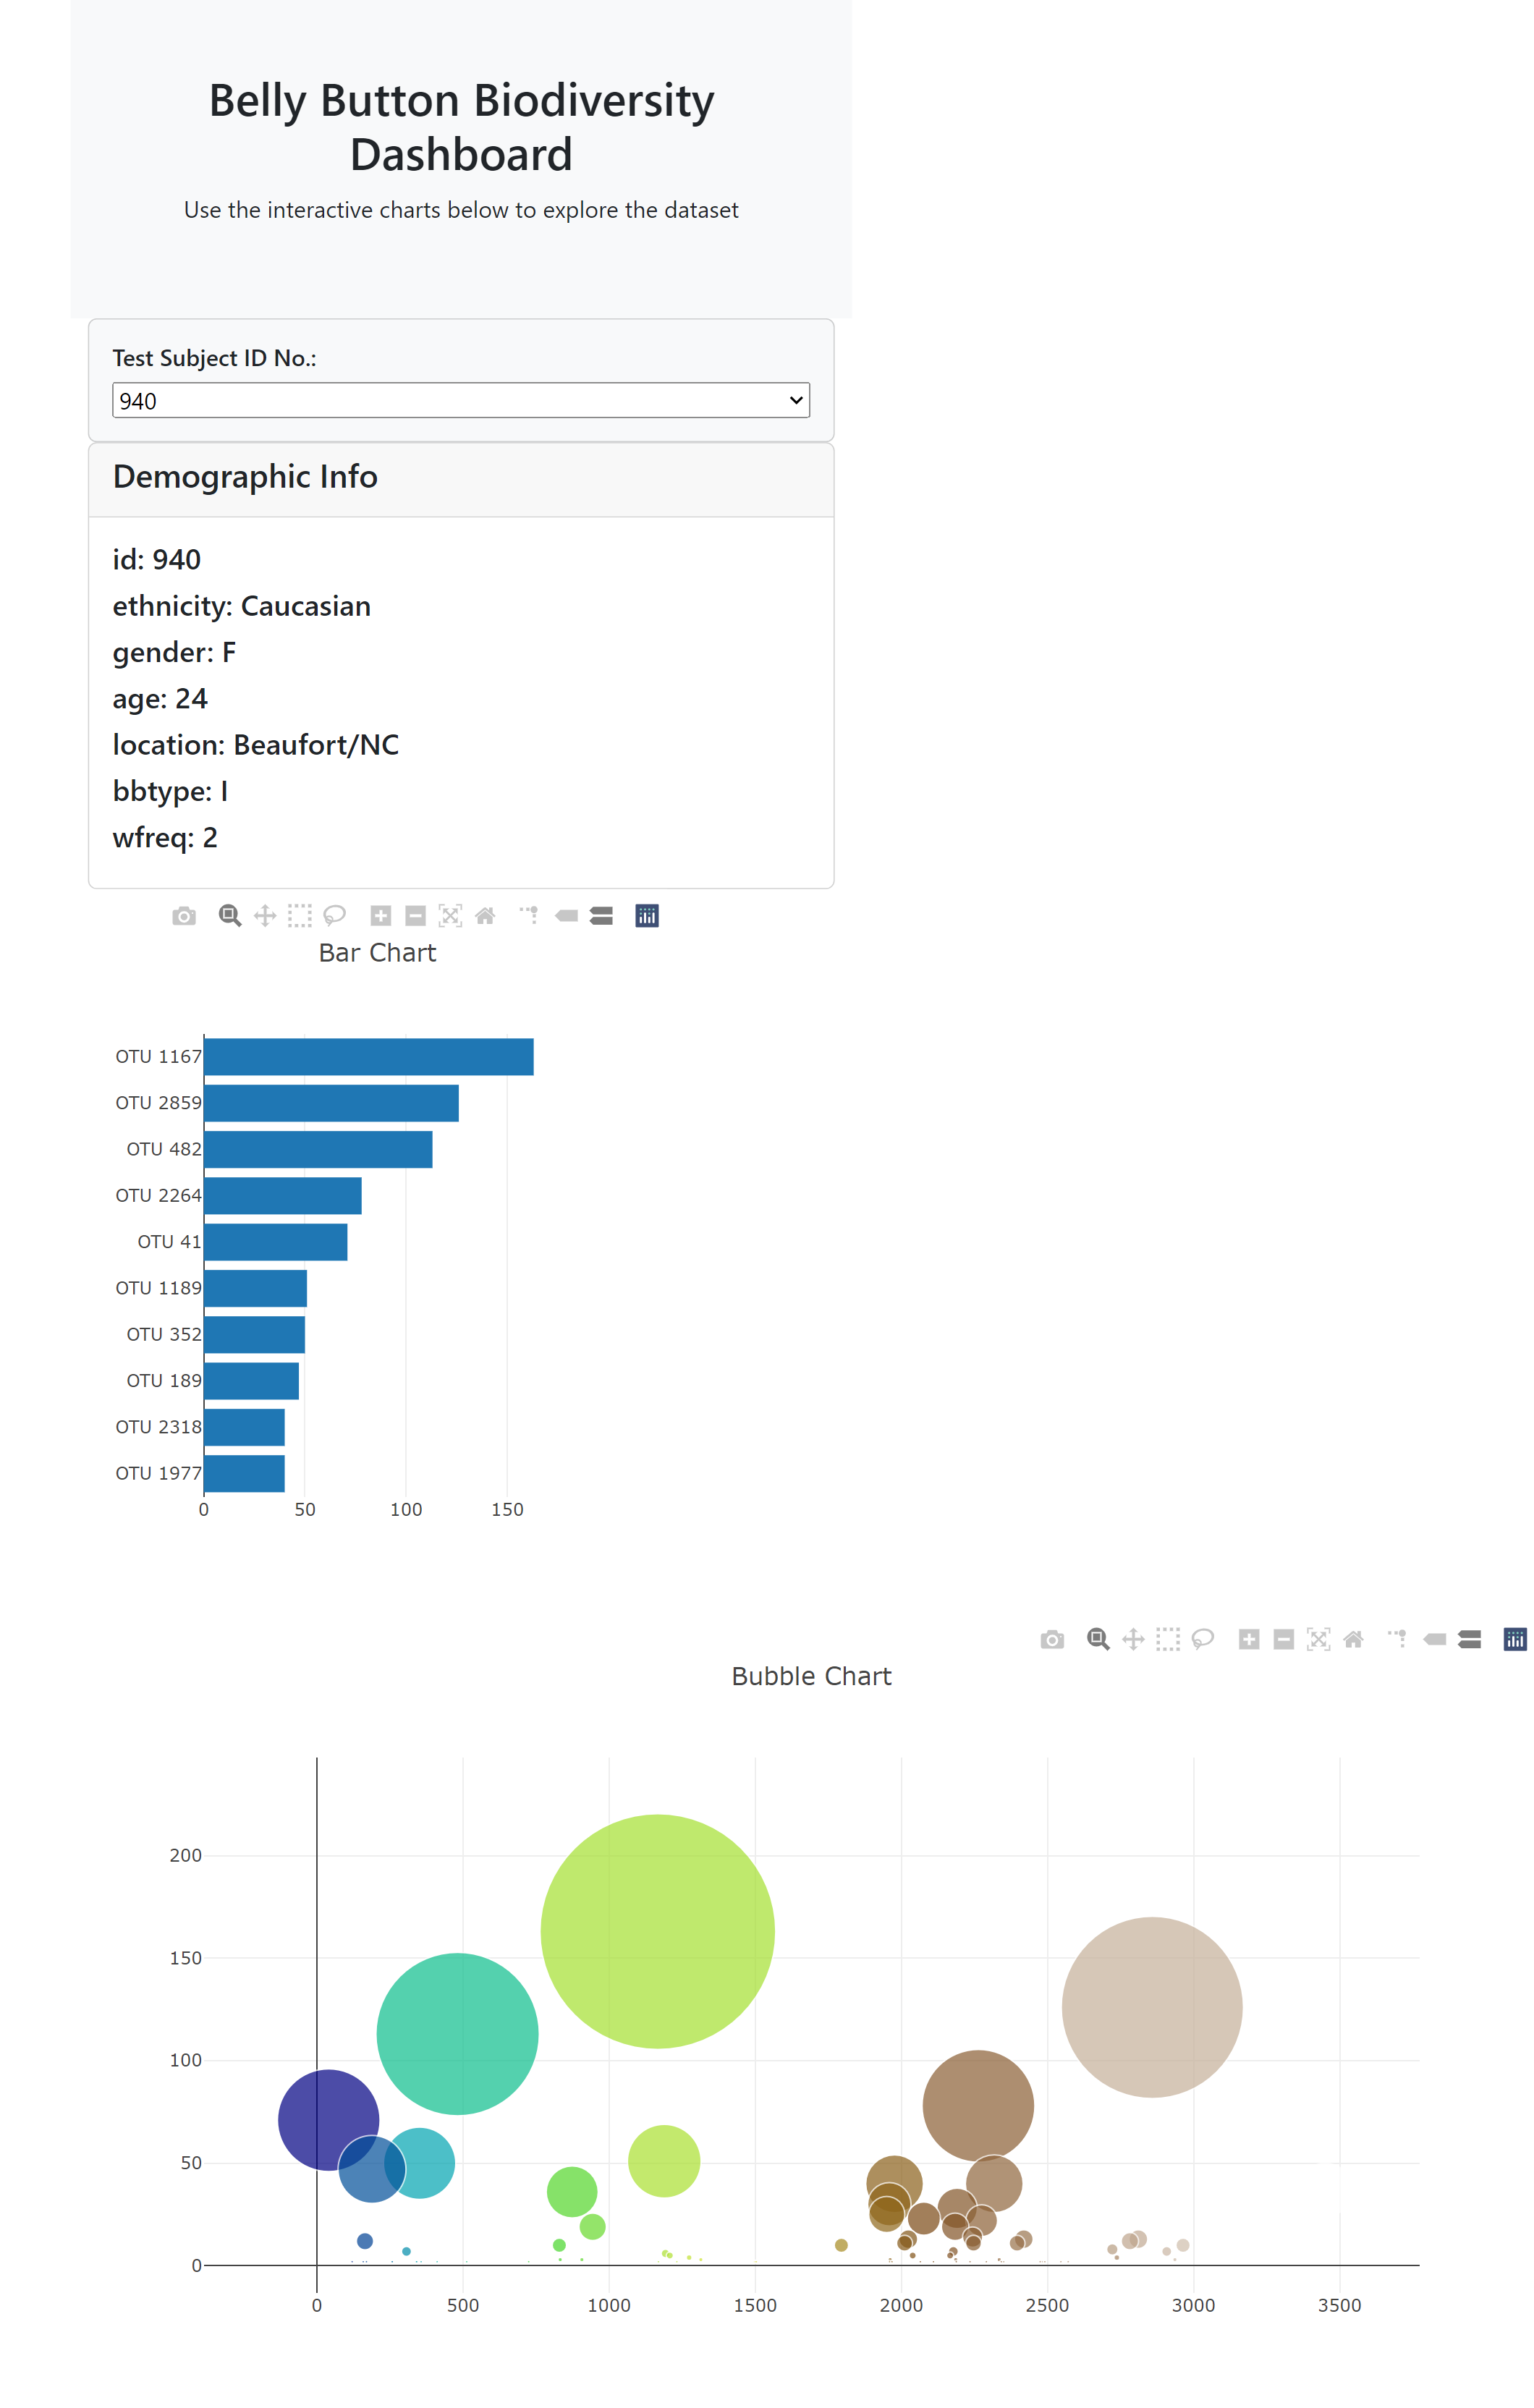 Belly Button Biodiversity
Dashboard
Use the interactive charts below to explore the dataset
Test Subject ID No.:
940
Demographic Info
id: 940
ethnicity: Caucasian
gender: F
age: 24
location: Beaufort/NC
bbtype: I
wfreq: 2
Bar Chart
OTU 1167
OTU 2859
OTU 482
OTU 2264
OTU 41
OTU 1189
OTU 352
OTU 189
OTU 2318
OTU 1977
0 50 100 150
Bubble Chart
200
150
100
50
0
0 500 1000 1500 2000 2500 3000 3500